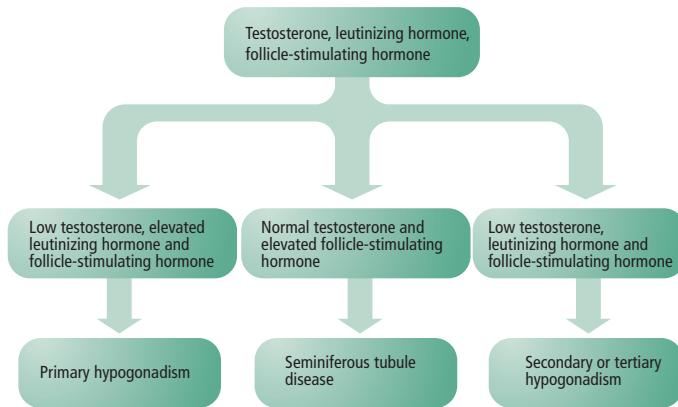 Testosterone, leutinizing hormone,
follicle-stimulating hormone
Low testosterone, elevated
leutinizing hormone and
follicle-stimulating hormone
Normal testosterone and
elevated follicle-stimulating
hormone
Low testosterone,
leutinizing hormone and
follicle-stimulating hormone
Primary hypogonadism
Seminiferous tubule
disease
Secondary or tertiary
hypogonadism